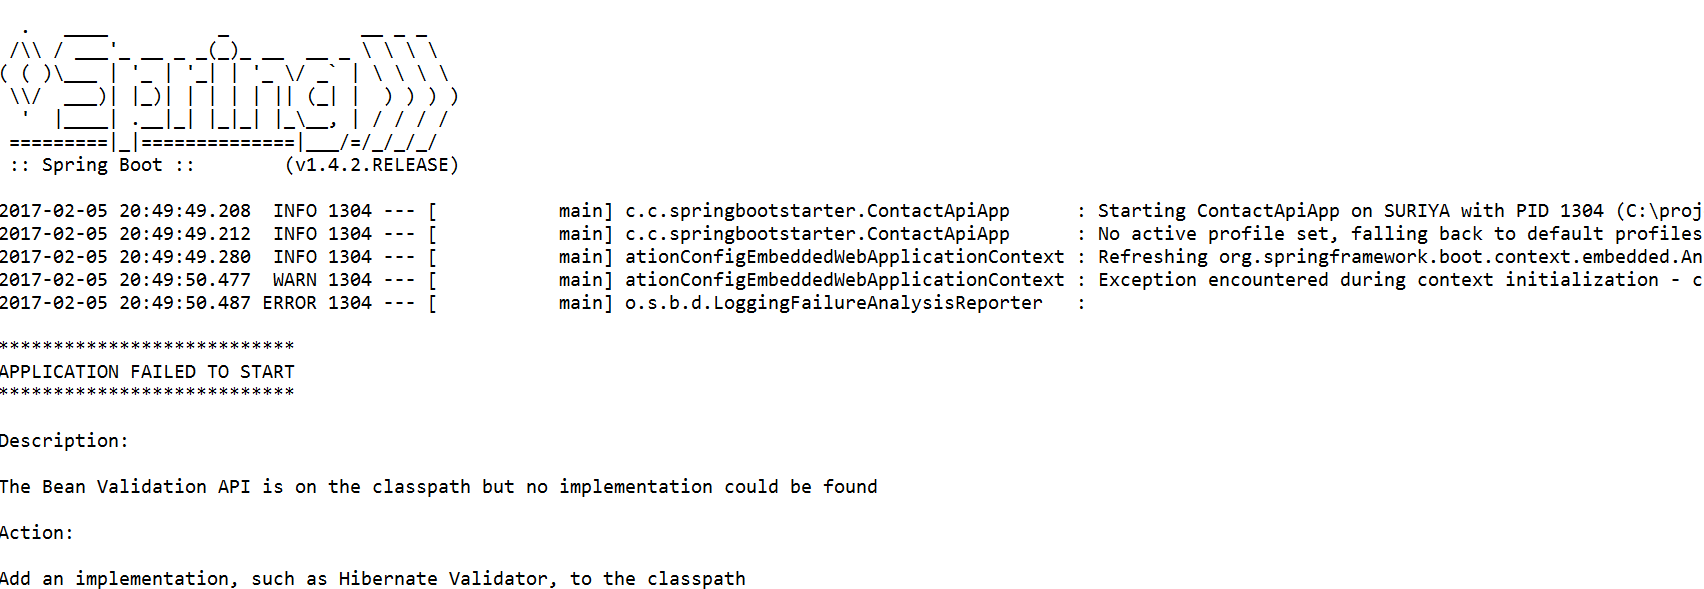 .   ____          _            __ _ _
 /\\ / ___'_ __ _ _(_)_ __  __ _ \ \ \ \
( ( )\___ | '_ | '_| | '_ \/ _` | \ \ \ \
 \\/  ___)| |_)| | | | | || (_| |  ) ) ) )
  '  |____| .__|_| |_|_| |_\__, | / / / /
 =========|_|==============|___/=/_/_/_/
 :: Spring Boot ::        (v1.4.2.RELEASE)
2017-02-05 20:49:49.208  INFO 1304 --- [           main] c.c.springbootstarter.ContactApiApp      : Starting ContactApiApp on SURIYA with PID 1304 (C:\proj
2017-02-05 20:49:49.212  INFO 1304 --- [           main] c.c.springbootstarter.ContactApiApp      : No active profile set, falling back to default profiles
2017-02-05 20:49:49.280  INFO 1304 --- [           main] ationConfigEmbeddedWebApplicationContext : Refreshing org.springframework.boot.context.embedded.An
2017-02-05 20:49:50.477  WARN 1304 --- [           main] ationConfigEmbeddedWebApplicationContext : Exception encountered during context initialization - c
2017-02-05 20:49:50.487 ERROR 1304 --- [           main] o.s.b.d.LoggingFailureAnalysisReporter   :
***************************
APPLICATION FAILED TO START
***************************
Description:
The Bean Validation API is on the classpath but no implementation could be found
Action:
Add an implementation, such as Hibernate Validator, to the classpath